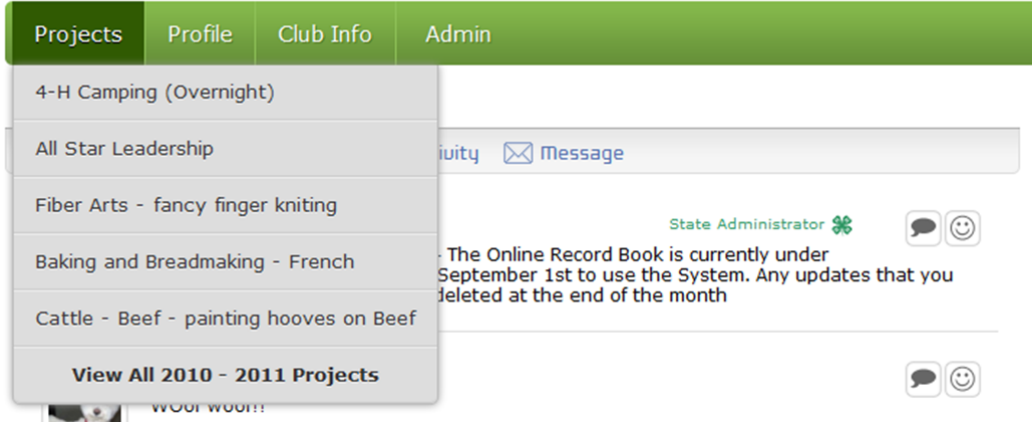 Projects Profile Club Info Admin
4-H Camping (Overnight)
All Star Leadership
Message
Fiber Arts - fancy finger kniting
State Administrator
Baking and Breadmaking - French
- The Online Record Book is currently under
September 1st to use the System. Any updates that you
deleted at the end of the month
Cattle - Beef - painting hooves on Beef
View All 2010 - 2011 Projects
Woof woof!!